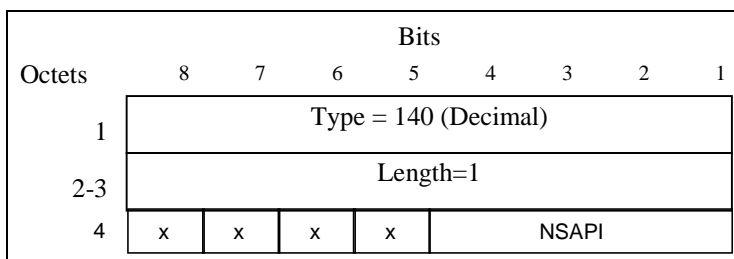 Bits
Octets 8 7 6 5 4 3 2 1
1 Type = 140 (Decimal)
2-3 Length=1
4 x x x x NSAPI